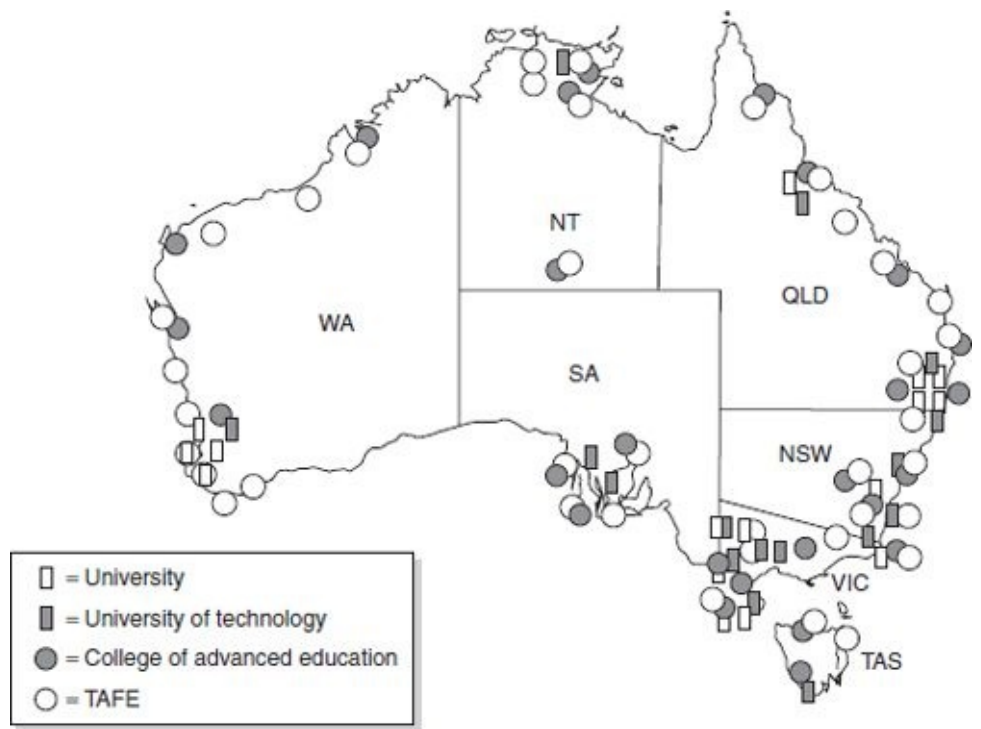 NT
QLD
WA
SA
NSW
VIC
TAS
= University
= University of technology
= College of advanced education
= TAFE